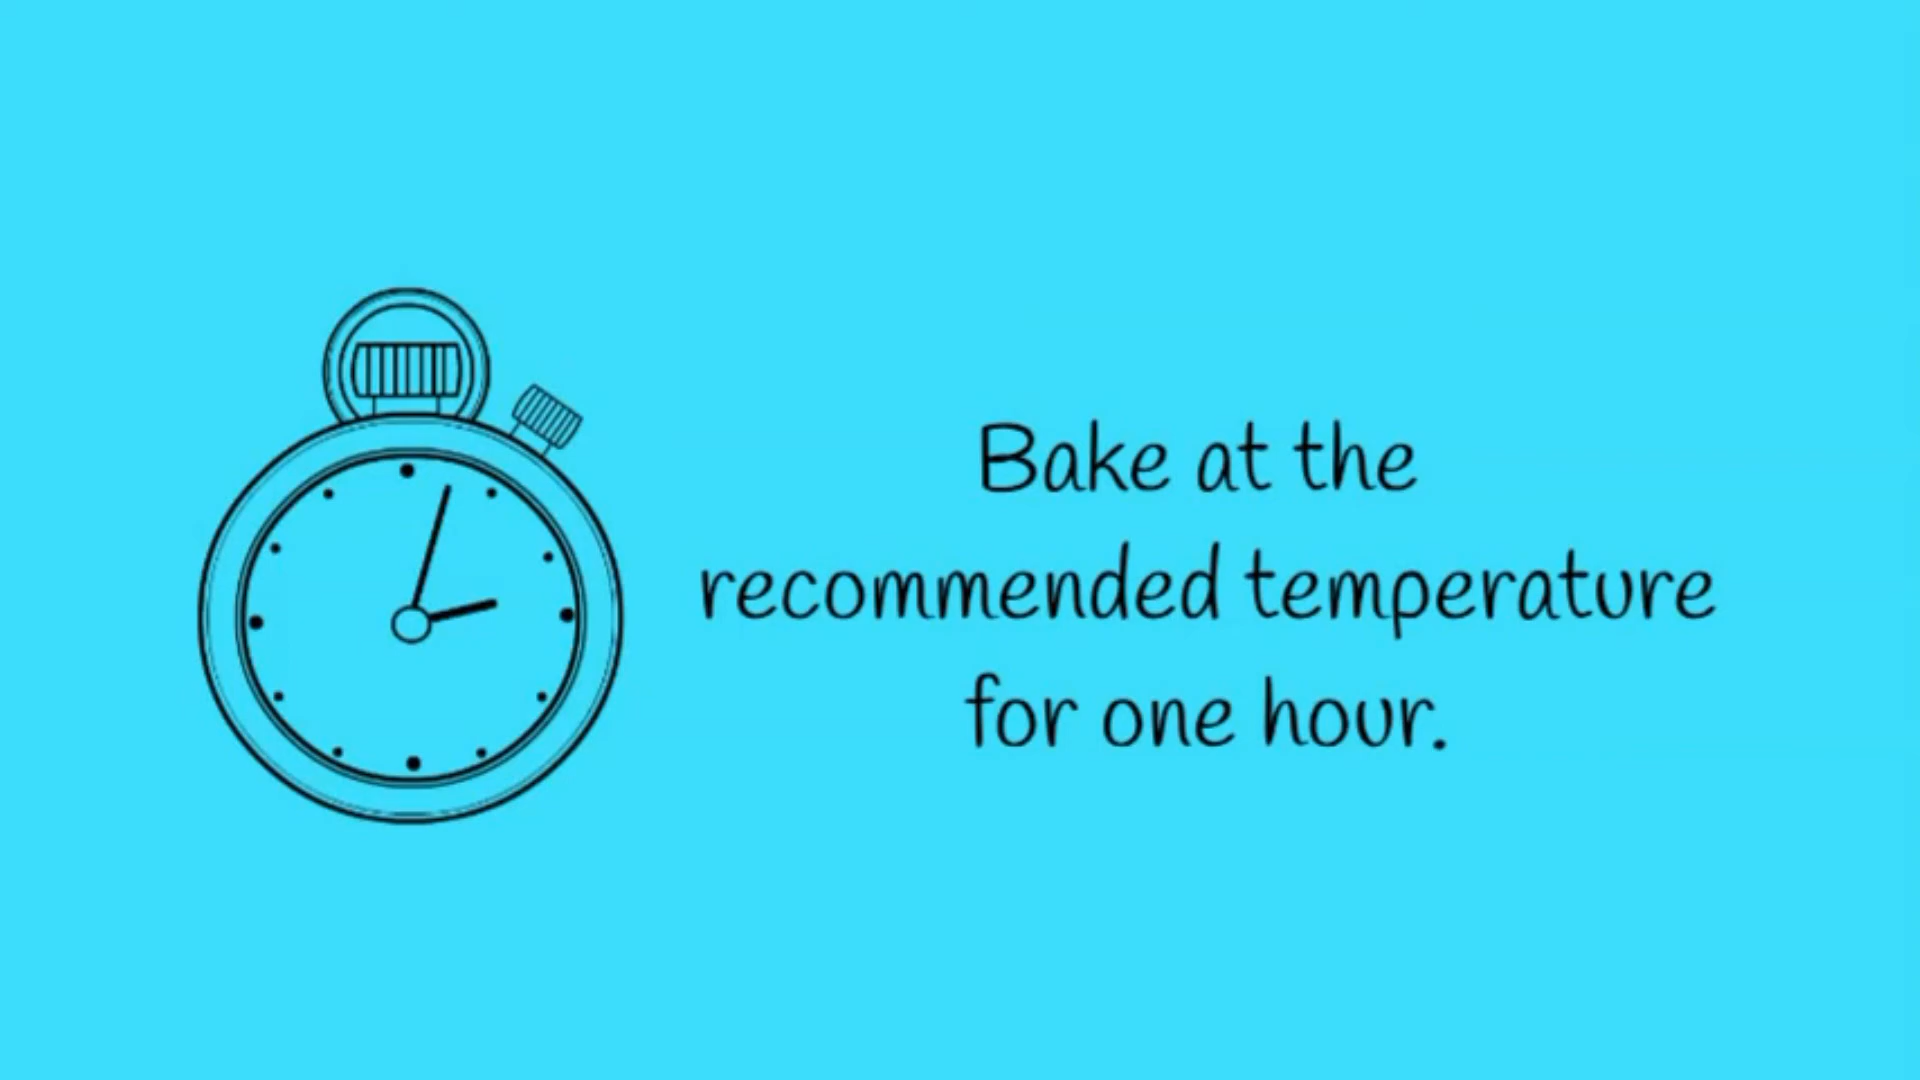 Bake at the
recommended temperature
for one hour.